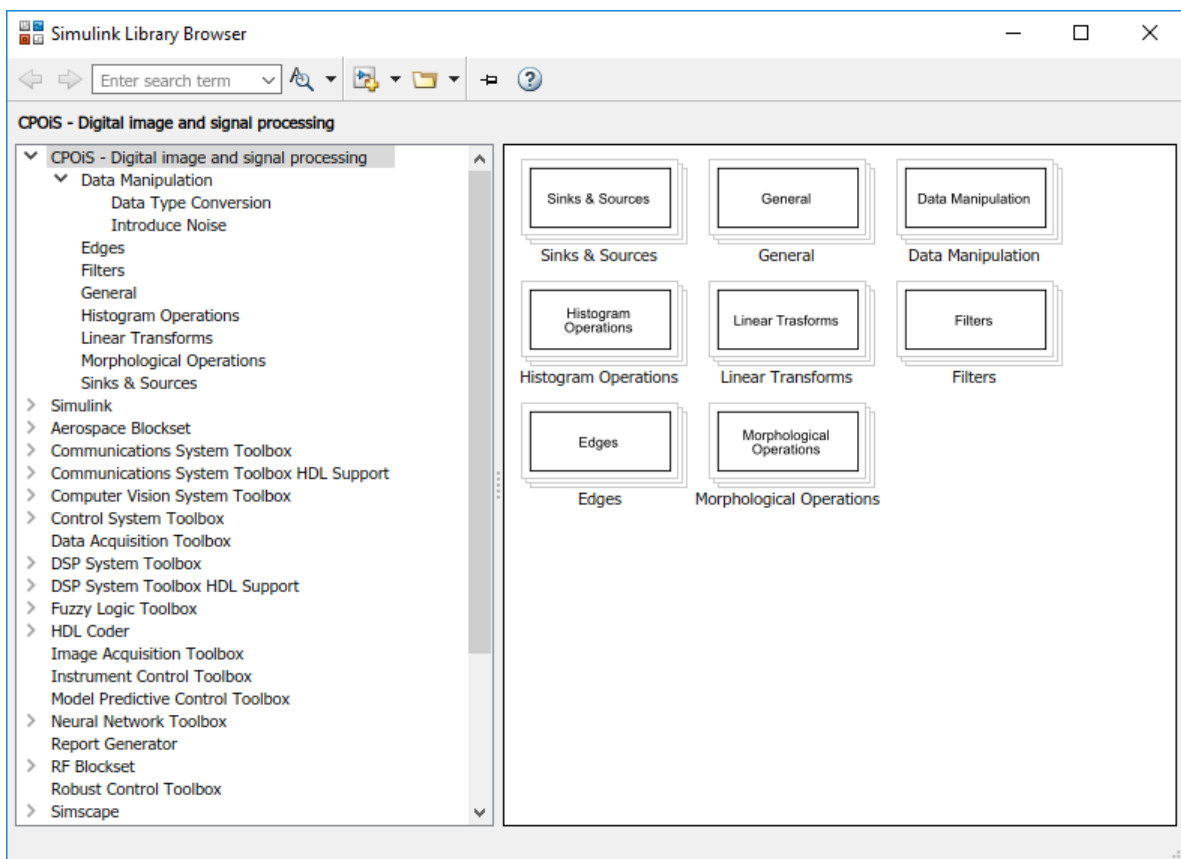 Simulink Library Browser
Enter search term
CPOiS - Digital image and signal processing
CPOiS - Digital image and signal processing
Data Manipulation
Data Type Conversion
Introduce Noise
Edges
Filters
General
Histogram Operations
Linear Transforms
Morphological Operations
Sinks & Sources
Simulink
Aerospace Blockset
Communications System Toolbox
Communications System Toolbox HDL Support
Computer Vision System Toolbox
Control System Toolbox
Data Acquisition Toolbox
DSP System Toolbox
DSP System Toolbox HDL Support
Fuzzy Logic Toolbox
HDL Coder
Image Acquisition Toolbox
Instrument Control Toolbox
Model Predictive Control Toolbox
Neural Network Toolbox
Report Generator
RF Blockset
Robust Control Toolbox
Simscape
Sinks & Sources
General
Data Manipulation
Sinks & Sources
General
Data Manipulation
Histogram
Operations
Linear Trasforms
Filters
Histogram Operations
Linear Transforms
Filters
Edges
Morphological
Operations
Edges
Morphological Operations